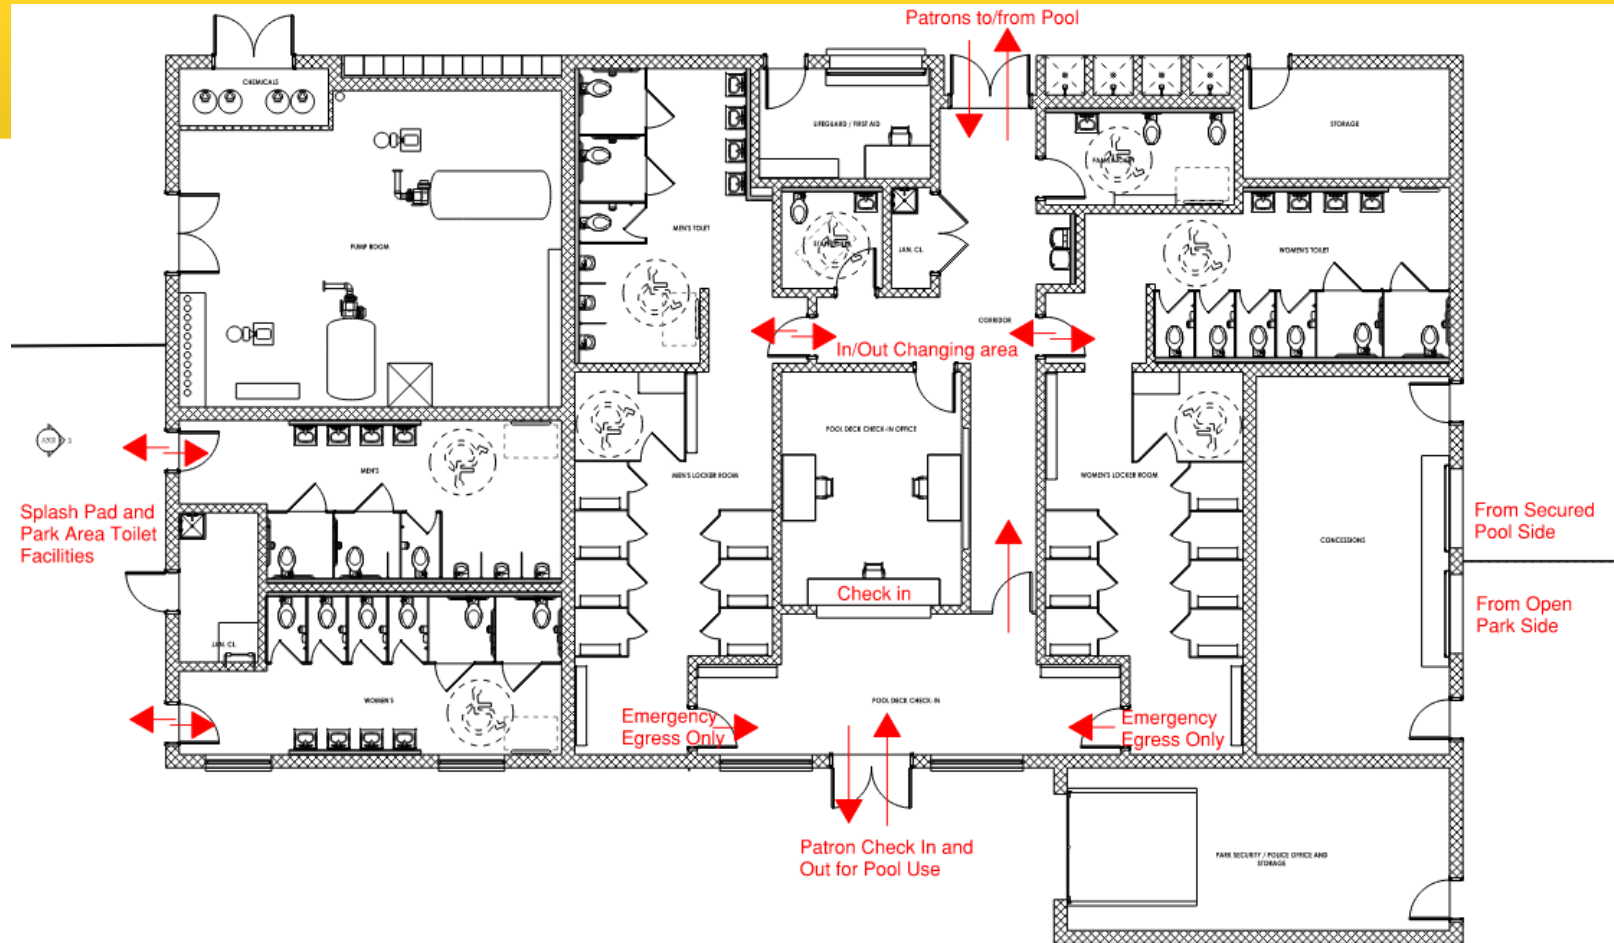 Patrons to/from Pool
CHEMICALS
LIFEGUARD / FIRST AID
STORAGE
MEN'S TOILET
JAN. CL.
WOMEN'S TOILET
PUMP ROOM
CORRIDOR
In/Out Changing area
POOL DECK CHECK-IN OFFICE
MEN'S
MEN'S LOCKER ROOM
WOMEN'S LOCKER ROOM
Splash Pad and
Park Area Toilet
Facilities
CONCESSIONS
From Secured
Pool Side
Check in
From Open
Park Side
JAN. CL.
WOMEN'S
POOL DECK CHECK-IN
Emergency
Egress Only
Emergency
Egress Only
Patron Check In and
Out for Pool Use
PARK SECURITY / POLICE OFFICE AND
STORAGE